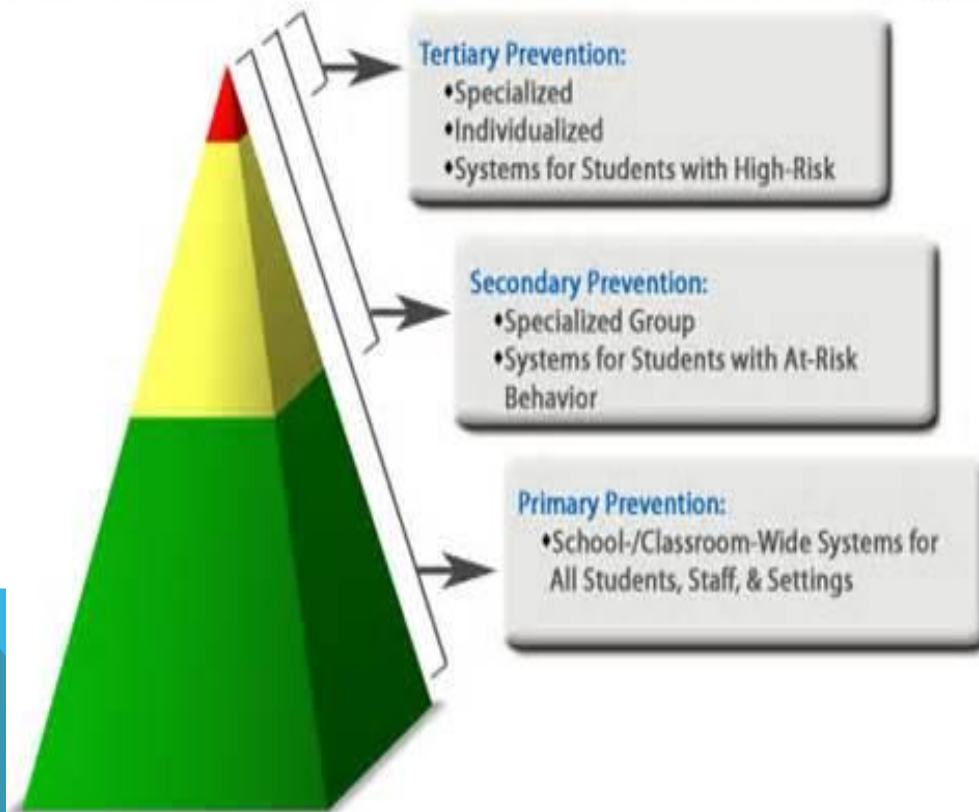 Tertiary Prevention:
♦Specialized
♦Individualized
♦Systems for Students with High-Risk
Secondary Prevention:
♦Specialized Group
♦Systems for Students with At-Risk
Behavior
Primary Prevention:
♦School-/Classroom-Wide Systems for
All Students, Staff, & Settings